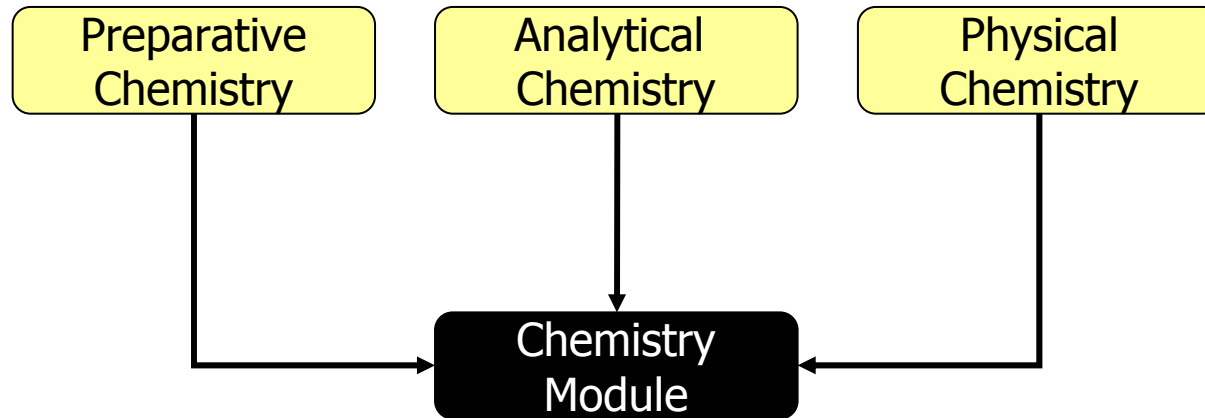 Preparative
Chemistry
Analytical
Chemistry
Physical
Chemistry
Chemistry
Module